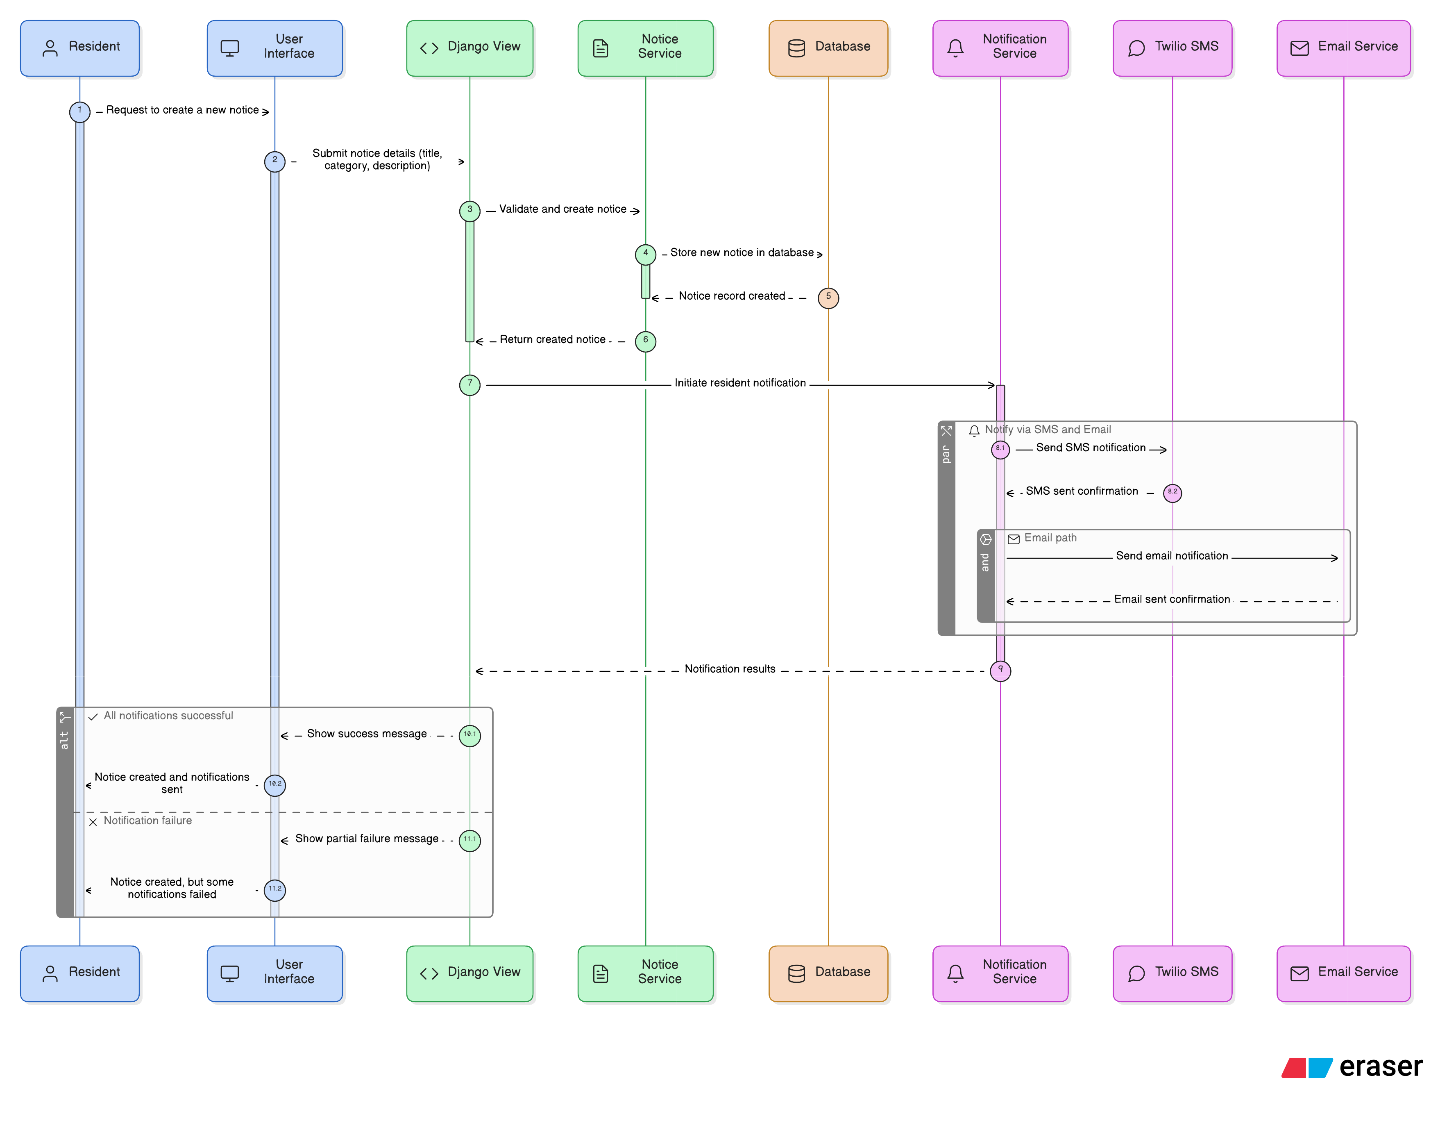 Resident
User
Interface
Django View
Notice
Service
Database
Notification
Service
Twilio SMS
Email Service
1
Request to create a new notice
2
Submit notice details (title,
category, description)
3
Validate and create notice
4
Store new notice in database
Notice record created
5
Return created notice
6
7
Initiate resident notification
par
Notify via SMS and Email
8.1
Send SMS notification
SMS sent confirmation
8.2
and
Email path
Send email notification
Email sent confirmation
Notification results
9
alt
All notifications successful
Show success message
10.1
Notice created and notifications
sent
10.2
Notification failure
Show partial failure message
11.1
Notice created, but some
notifications failed
11.2
Resident
User
Interface
Django View
Notice
Service
Database
Notification
Service
Twilio SMS
Email Service
eraser